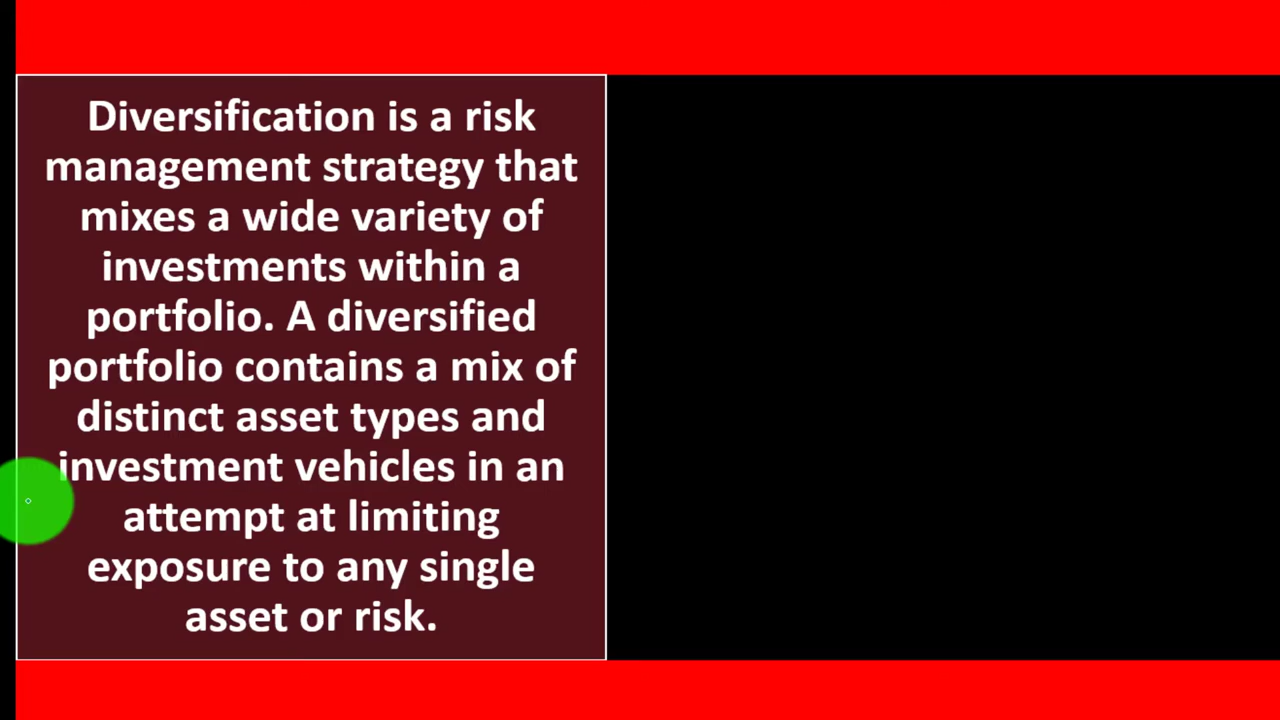 Diversification is a risk
management strategy that
mixes a wide variety of
investments within a
portfolio. A diversified
portfolio contains a mix of
distinct asset types and
investment vehicles in an
attempt at limiting
exposure to any single
asset or risk.